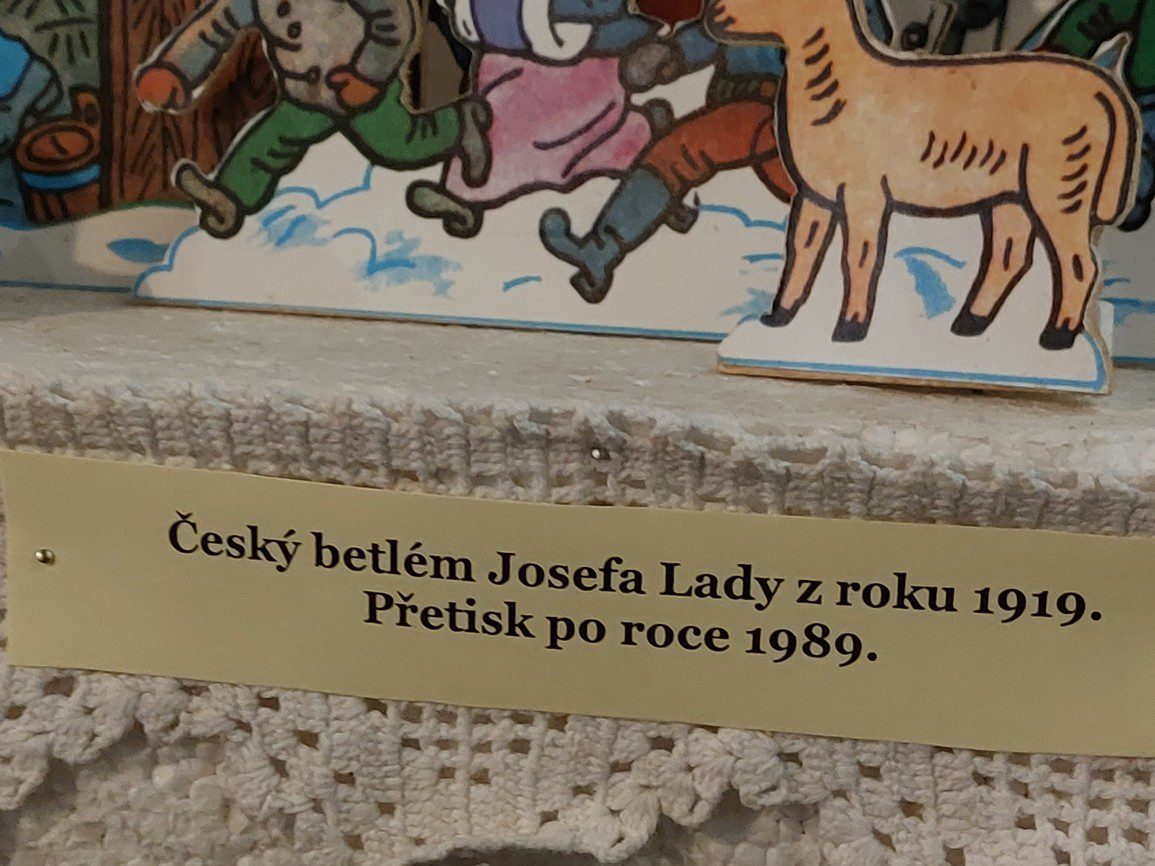 Český betlém Josefa Lady z roku 1919.
Přetisk po roce 1989.